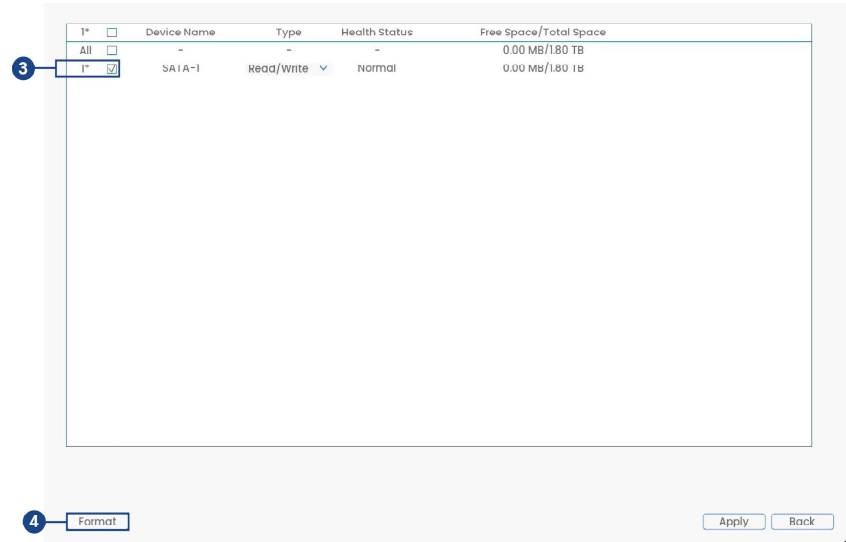 1* Device Name Type Health Status Free Space/Total Space
All - - - 0.00 MB/1.80 TB
3 1* SATA-1 Read/Write Normal 0.00 MB/1.80 TB
4 Format Apply Back